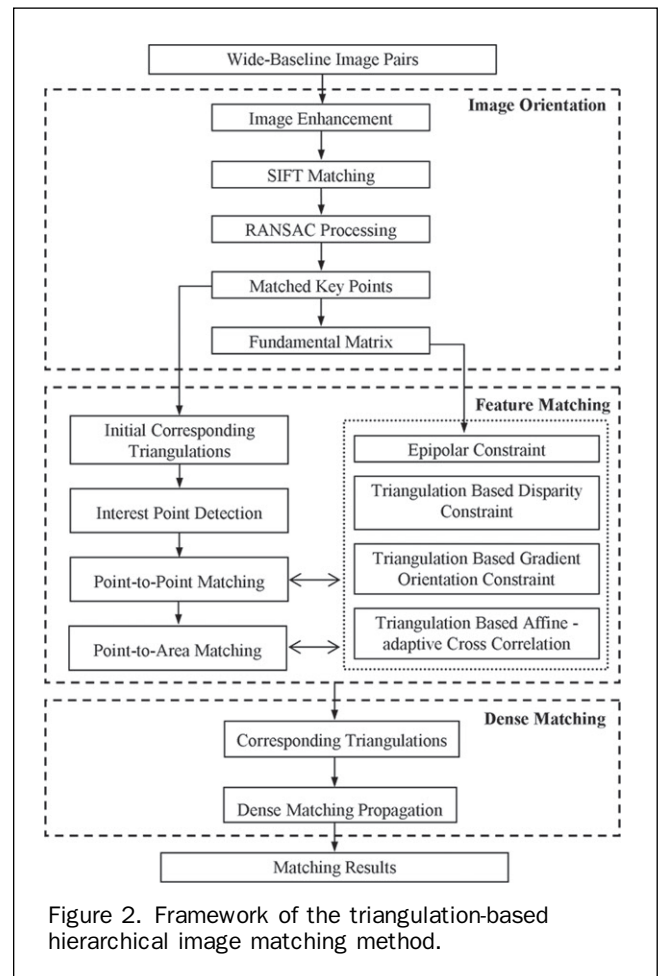 Wide-Baseline Image Pairs
Image Orientation
Image Enhancement
SIFT Matching
RANSAC Processing
Matched Key Points
Fundamental Matrix
Feature Matching
Initial Corresponding
Triangulations
Interest Point Detection
Point-to-Point Matching
Point-to-Area Matching
Epipolar Constraint
Triangulation Based Disparity
Constraint
Triangulation Based Gradient
Orientation Constraint
Triangulation Based Affine -
adaptive Cross Correlation
Dense Matching
Corresponding Triangulations
Dense Matching Propagation
Matching Results
Figure 2. Framework of the triangulation-based
hierarchical image matching method.